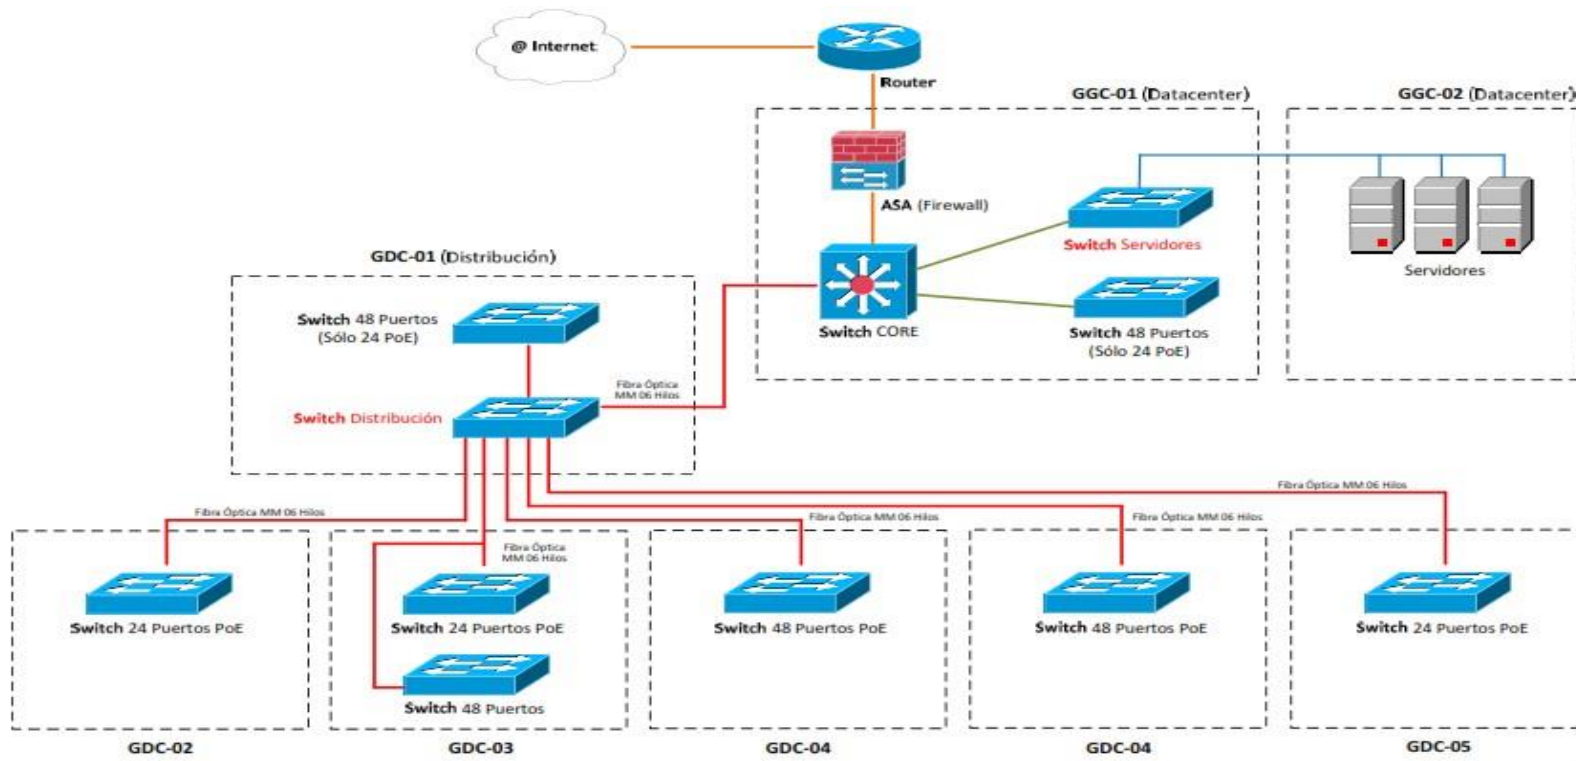 @ Internet
Router
GGC-01 (Datacenter)
GGC-02 (Datacenter)
ASA (Firewall)
Switch Servidores
Servidores
GDC-01 (Distribución)
Switch 48 Puertos
(Sólo 24 PoE)
Switch CORE
Switch 48 Puertos
(Sólo 24 PoE)
Fibra Óptica
MM 06 Hilos
Switch Distribución
Fibra Óptica MM 06 Hilos
Fibra Óptica MM 06 Hilos
Fibra Óptica MM 06 Hilos
Fibra Óptica MM 06 Hilos
Fibra Óptica
MM 06 Hilos
Switch 24 Puertos PoE
Switch 24 Puertos PoE
Switch 48 Puertos PoE
Switch 48 Puertos PoE
Switch 24 Puertos PoE
Switch 48 Puertos
GDC-02
GDC-03
GDC-04
GDC-04
GDC-05